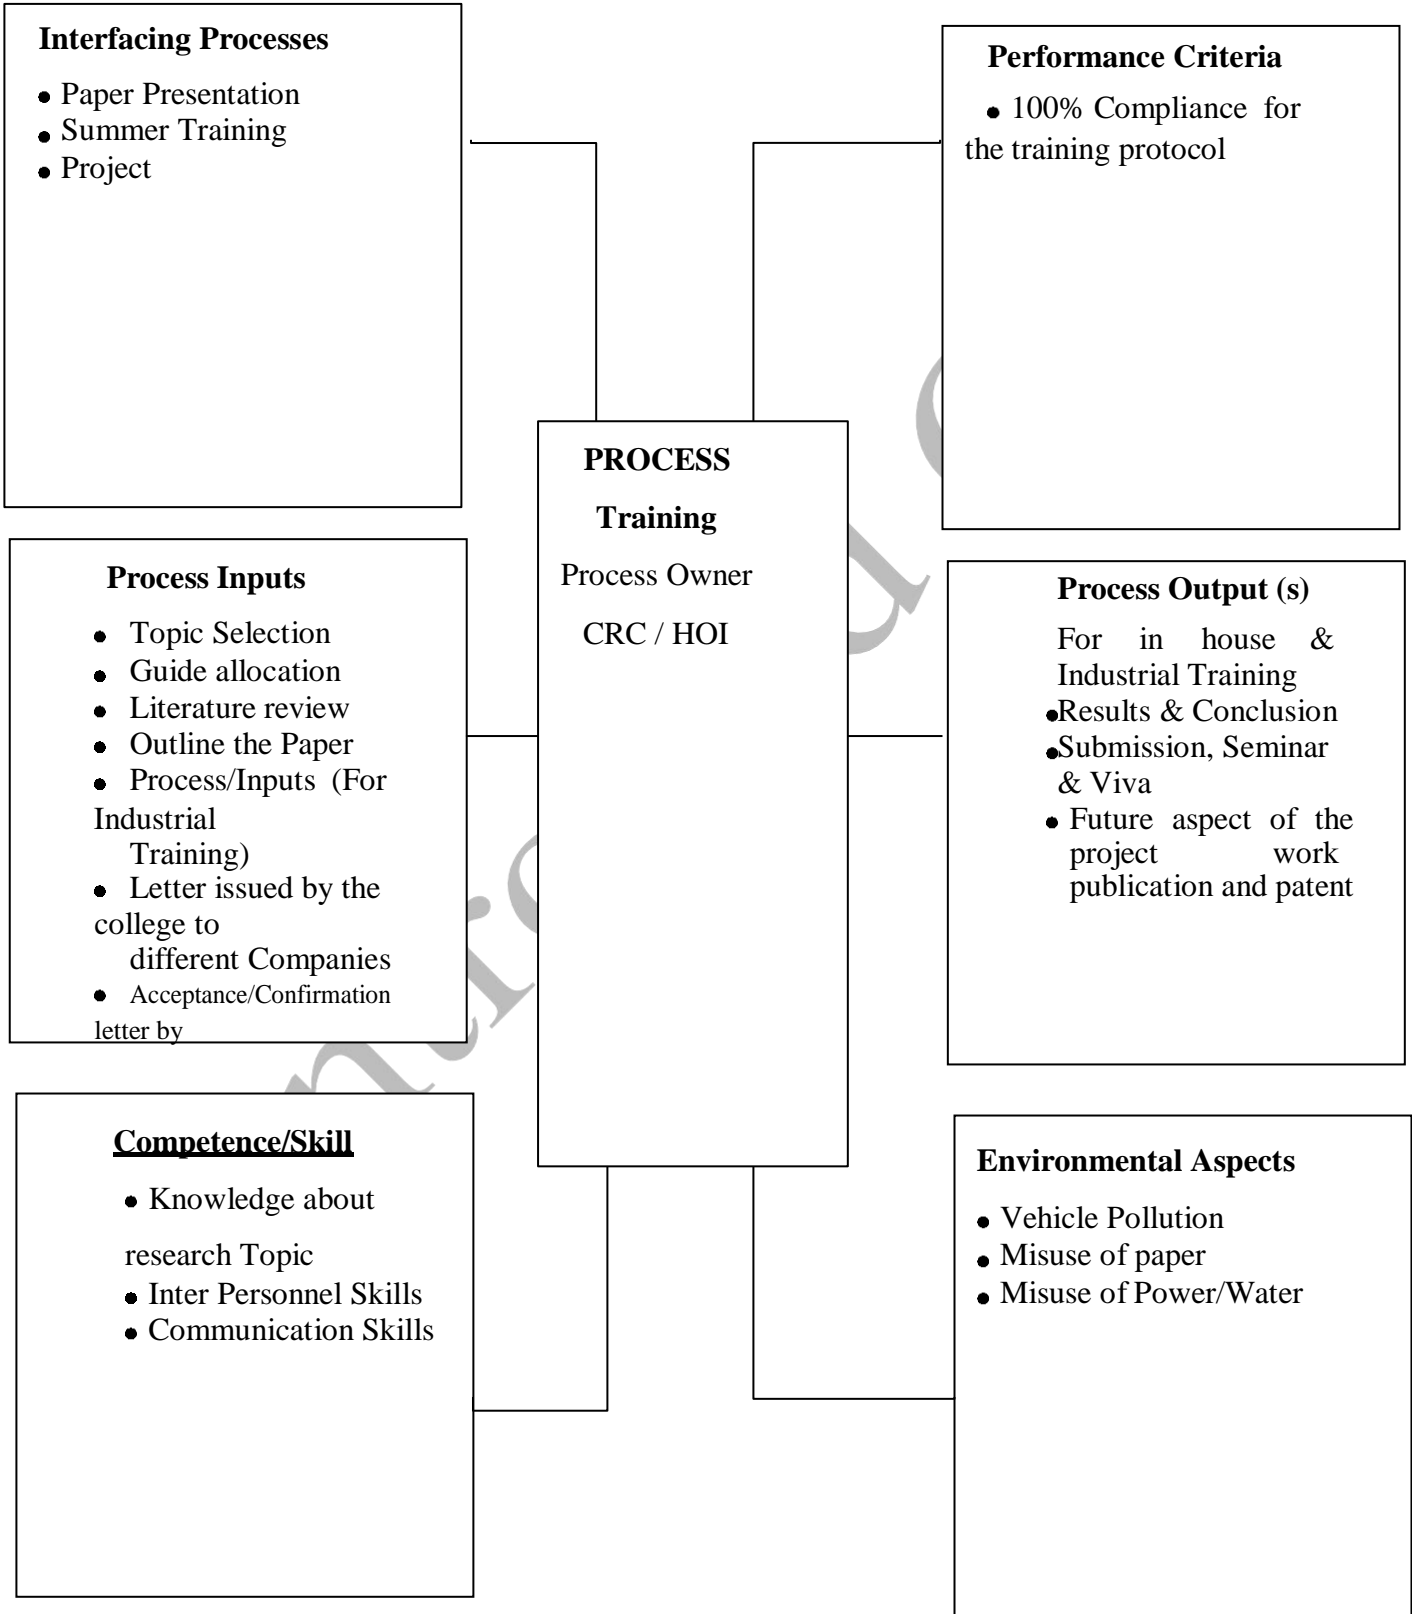 Interfacing Processes
● Paper Presentation
● Summer Training
● Project
Performance Criteria
● 100% Compliance for
the training protocol
PROCESS
Training
Process Owner
CRC / HOI
Process Inputs
● Topic Selection
● Guide allocation
● Literature review
● Outline the Paper
● Process/Inputs (For
Industrial
Training)
● Letter issued by the
college to
different Companies
● Acceptance/Confirmation
letter by
Process Output (s)
For in house &
Industrial Training
●Results & Conclusion
●Submission, Seminar
& Viva
● Future aspect of the
project work
publication and patent
Competence/Skill
● Knowledge about
research Topic
● Inter Personnel Skills
● Communication Skills
Environmental Aspects
● Vehicle Pollution
● Misuse of paper
● Misuse of Power/Water